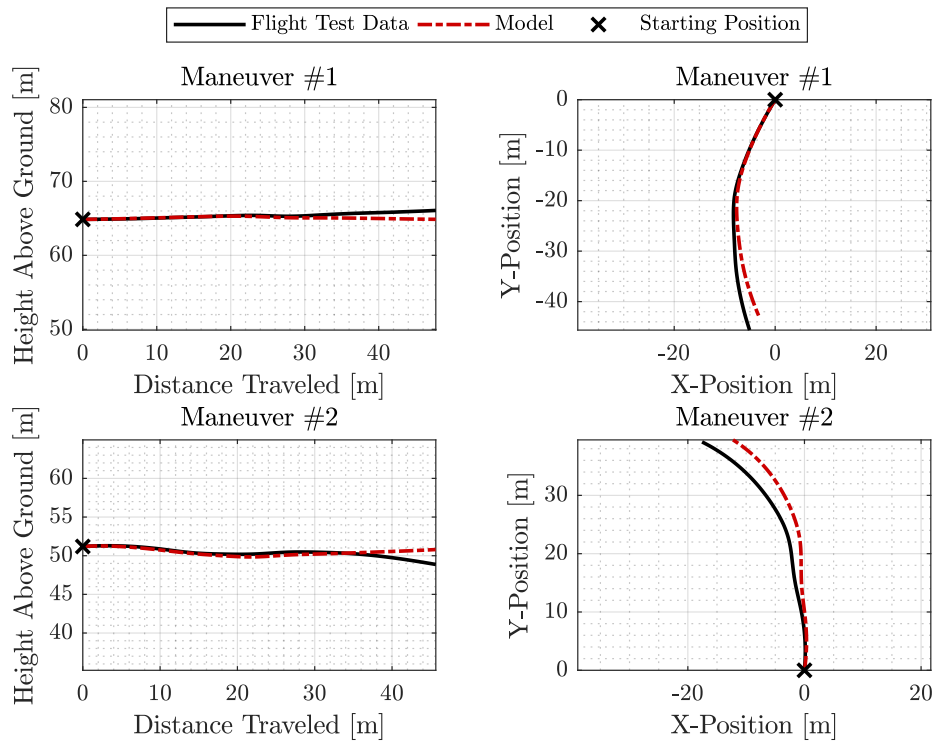 Flight Test Data Model Starting Position
Maneuver #1
Height Above Ground [m]
80
70
60
50
0 10 20 30 40
Distance Traveled [m]
Maneuver #1
Y-Position [m]
0
-10
-20
-30
-40
-20 0 20
X-Position [m]
Maneuver #2
Height Above Ground [m]
60
55
50
45
40
0 10 20 30 40
Distance Traveled [m]
Maneuver #2
Y-Position [m]
30
20
10
0
-20 0 20
X-Position [m]